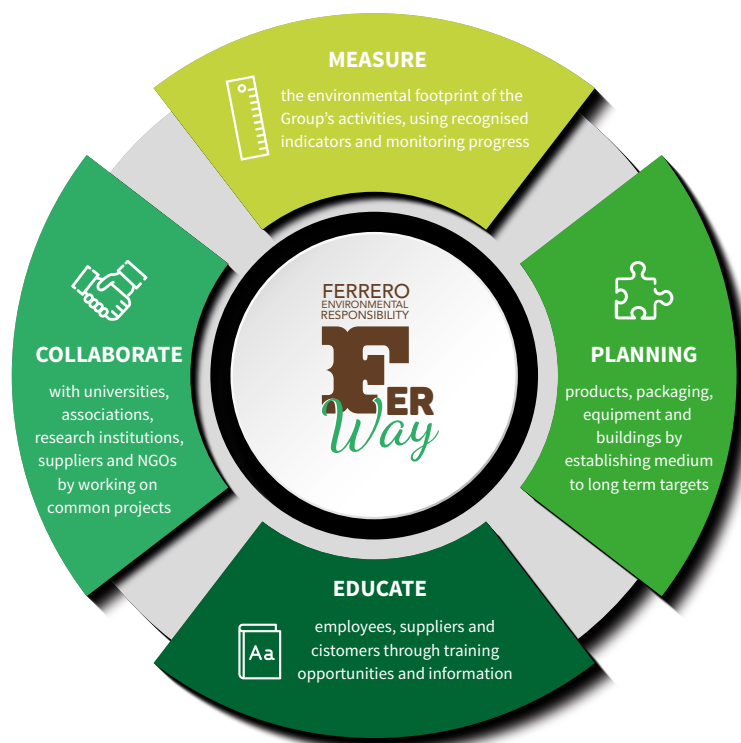 MEASURE
the environmental footprint of the
Group's activities, using recognised
indicators and monitoring progress
COLLABORATE
with universities,
associations,
research institutions,
suppliers and NGOs
by working on
common projects
FERRERO
ENVIRONMENTAL
RESPONSIBILITY
FER
Way
PLANNING
products, packaging,
equipment and
buildings by
establishing medium
to long term targets
EDUCATE
Aa
employees, suppliers and
cistomers through training
opportunities and information